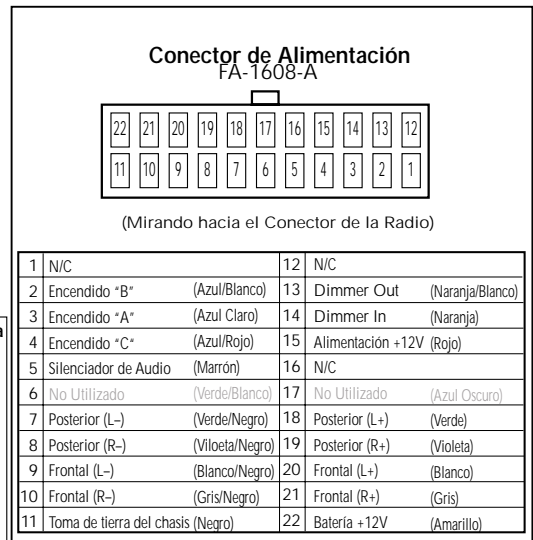 Conector de Alimentación
FA-1608-A
22 21 20 19 18 17 16 15 14 13 12
11 10 9 8 7 6 5 4 3 2 1
(Mirando hacia el Conector de la Radio)
1 N/C 12 N/C
2 Encendido "B" (Azul/Blanco) 13 Dimmer Out (Naranja/Blanco)
3 Encendido "A" (Azul Claro) 14 Dimmer In (Naranja)
4 Encendido "C" (Azul/Rojo) 15 Alimentación +12V (Rojo)
5 Silenciador de Audio (Marrón) 16 N/C
6 No Utilizado (Verde/Blanco) 17 No Utilizado (Azul Oscuro)
7 Posterior (L–) (Verde/Negro) 18 Posterior (L+) (Verde)
8 Posterior (R–) (Viloeta/Negro) 19 Posterior (R+) (Violeta)
9 Frontal (L–) (Blanco/Negro) 20 Frontal (L+) (Blanco)
10 Frontal (R–) (Gris/Negro) 21 Frontal (R+) (Gris)
11 Toma de tierra del chasis (Negro) 22 Batería +12V (Amarillo)
a